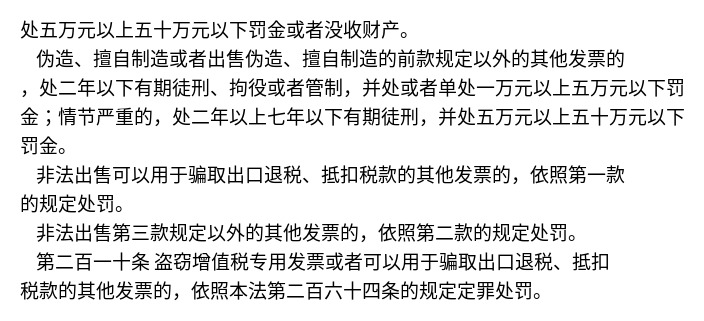 处五万元以上五十万元以下罚金或者没收财产。
伪造、擅自制造或者出售伪造、擅自制造的前款规定以外的其他发票的
，处二年以下有期徒刑、拘役或者管制，并处或者单处一万元以上五万元以下罚
金；情节严重的，处二年以上七年以下有期徒刑，并处五万元以上五十万元以下
罚金。
非法出售可以用于骗取出口退税、抵扣税款的其他发票的，依照第一款
的规定处罚。
非法出售第三款规定以外的其他发票的，依照第二款的规定处罚。
第二百一十条 盗窃增值税专用发票或者可以用于骗取出口退税、抵扣
税款的其他发票的，依照本法第二百六十四条的规定定罪处罚。